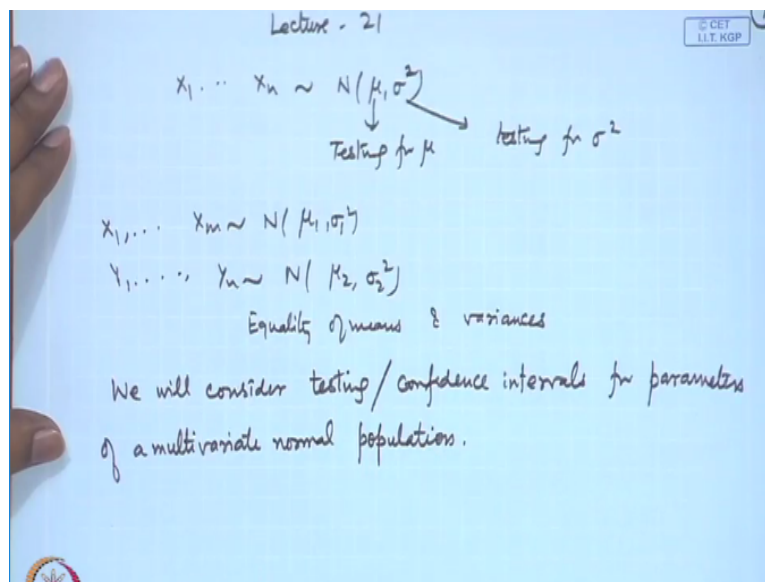 Lecture - 21
© CET
I.I.T. KGP
X₁ ... Xₙ ~ N(μ, σ²)
Testing for μ
testing for σ²
X₁, ... Xₘ ~ N(μ₁, σ₁²)
Y₁, ..., Yₙ ~ N(μ₂, σ₂²)
Equality of means & variances
We will consider testing / confidence intervals for parameters
of a multivariate normal population.